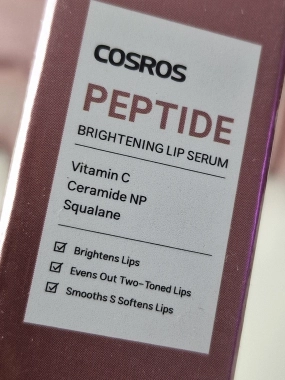 COSROS
PEPTIDE
BRIGHTENING LIP SERUM
Vitamin C
Ceramide NP
Squalane
Brightens Lips
Evens Out Two-Toned Lips
Smooths S Softens Lips